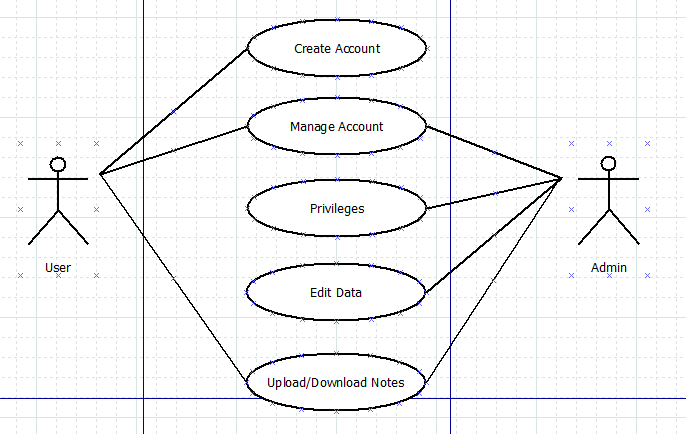 Create Account
Manage Account
Privileges
User
Admin
Edit Data
Upload/Download Notes